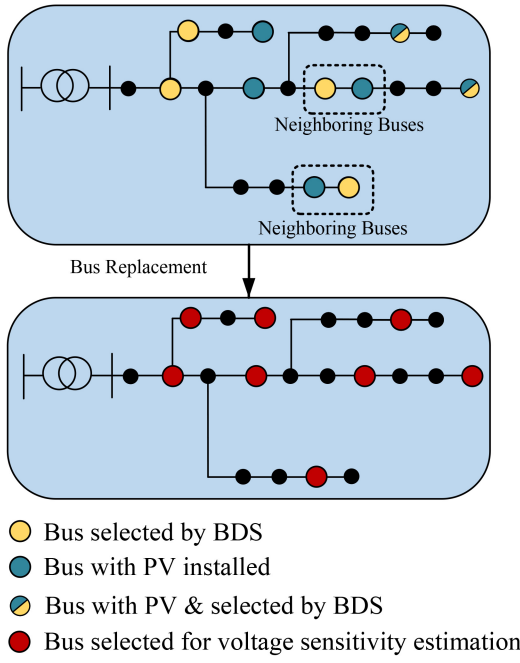 Neighboring Buses
Neighboring Buses
Bus Replacement
Bus selected by BDS
Bus with PV installed
Bus with PV & selected by BDS
Bus selected for voltage sensitivity estimation